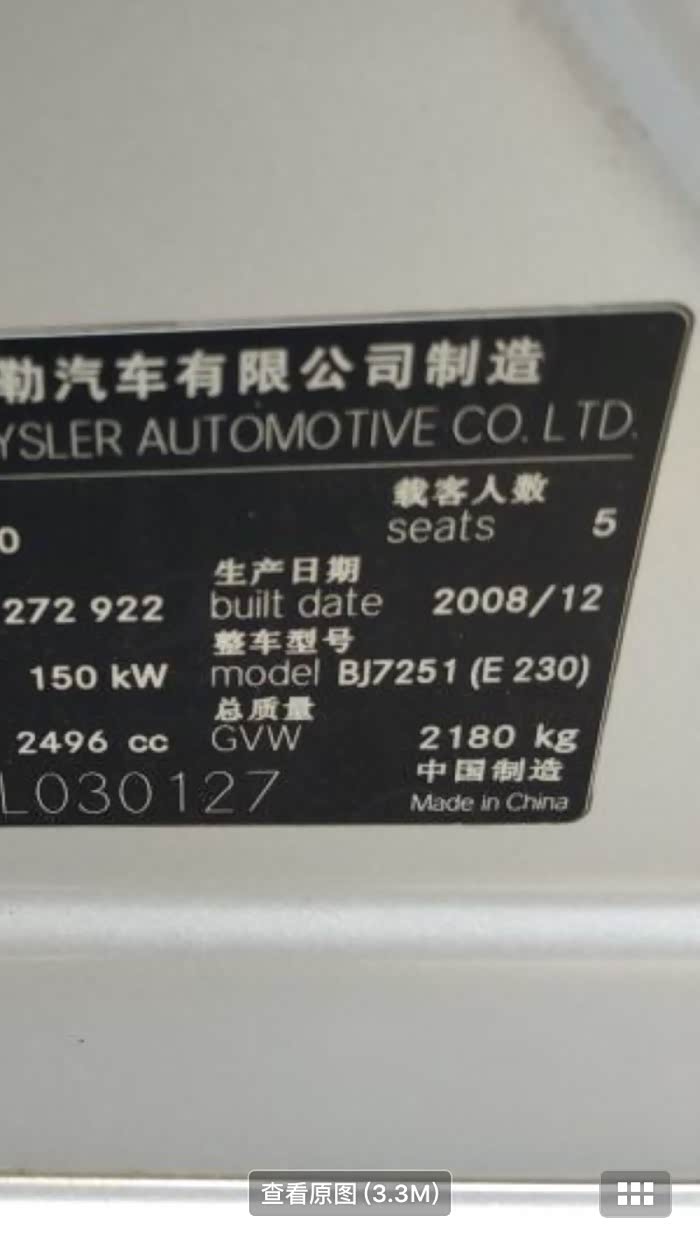 勒汽车有限公司制造
YSLER AUTOMOTIVE CO. LTD.
载客人数
0 seats 5
生产日期
272 922 built date 2008/12
整车型号
150 kW model BJ7251 (E 230)
总质量
2496 cc GVW 2180 kg
中国制造
L030127 Made in China
查看原图 (3.3M)